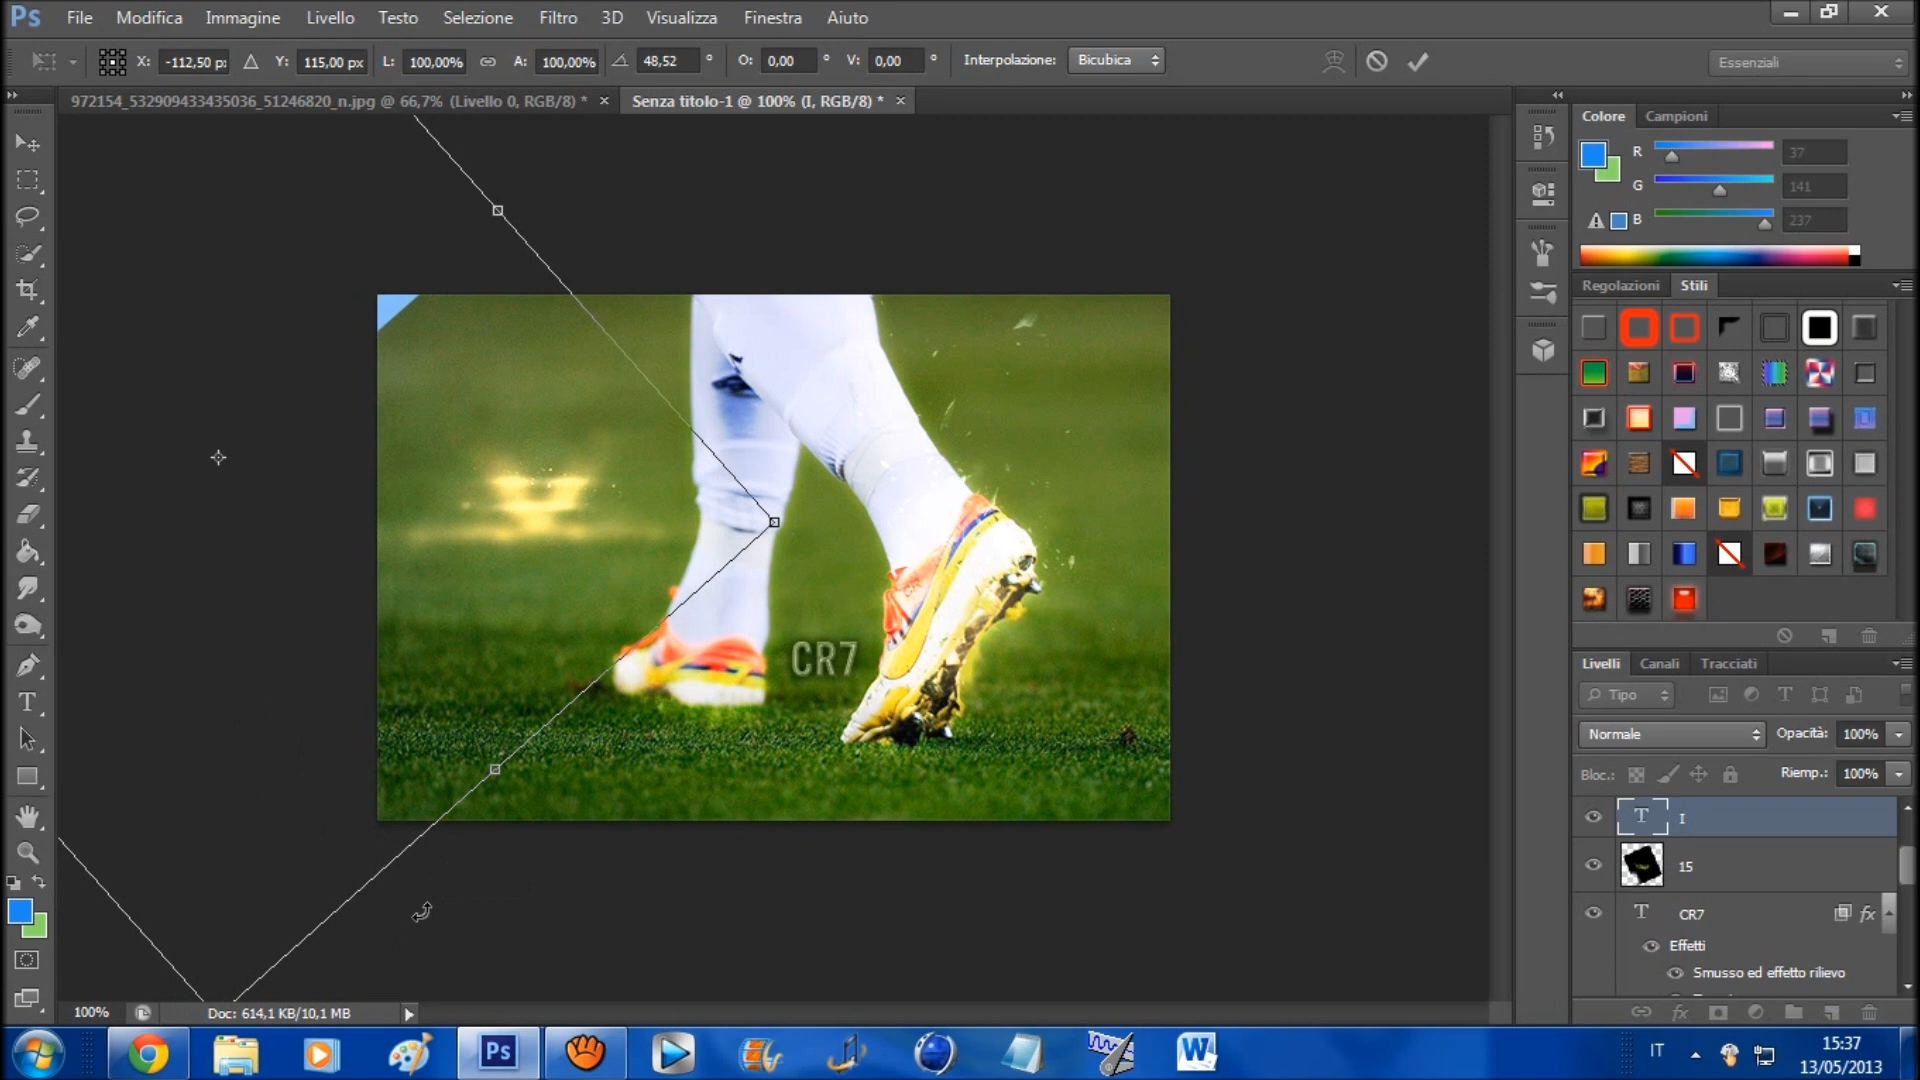 Ps File Modifica Immagine Livello Testo Selezione Filtro 3D Visualizza Finestra Aiuto
X: -112,50 p Y: 115,00 px L: 100,00% A: 100,00% 48,52 ° O: 0,00 ° V: 0,00 ° Interpolazione: Bicubica Essenziali
972154_532909433435036_51246820_n.jpg @ 66,7% (Livello 0, RGB/8) * × Senza titolo-1 @ 100% (I, RGB/8) * ×
Colore Campioni
R 37
G 141
B 237
Regolazioni Stili
CR7
Livelli Canali Tracciati
Tipo
Normale Opacità: 100%
Bloc.: Riemp.: 100%
T I
15
T CR7 fx
Effetti
Smusso ed effetto rilievo
fx
100% Doc: 614,1 KB/10,1 MB
Ps W IT 15:37
13/05/2013